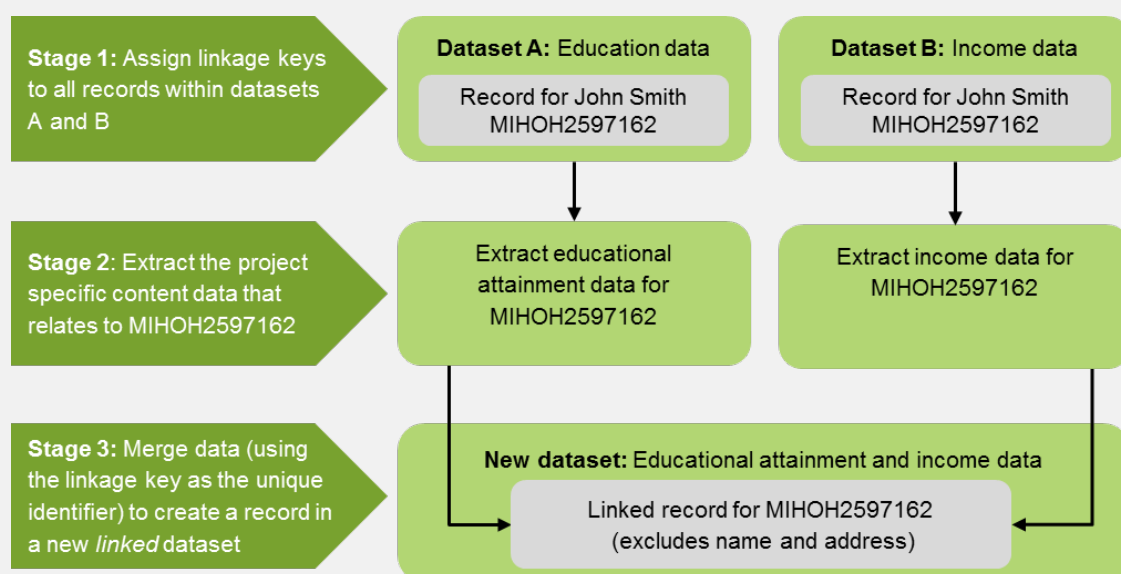 Stage 1: Assign linkage keys
to all records within datasets
A and B
Dataset A: Education data
Record for John Smith
MIHOH2597162
Dataset B: Income data
Record for John Smith
MIHOH2597162
Stage 2: Extract the project
specific content data that
relates to MIHOH2597162
Extract educational
attainment data for
MIHOH2597162
Extract income data for
MIHOH2597162
Stage 3: Merge data (using
the linkage key as the unique
identifier) to create a record in
a new linked dataset
New dataset: Educational attainment and income data
Linked record for MIHOH2597162
(excludes name and address)